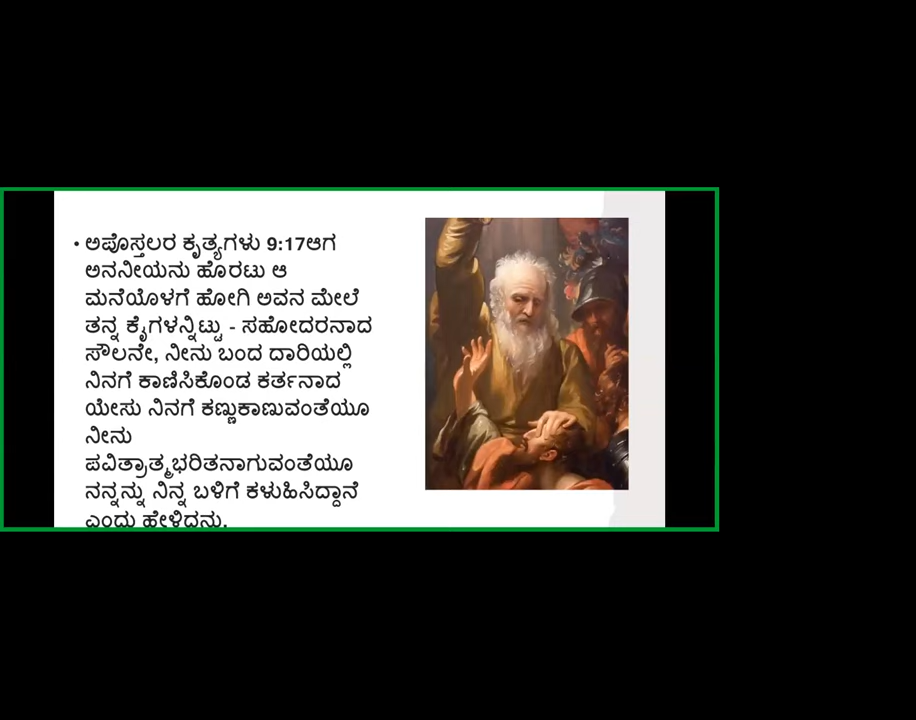 • ಅಪೊಸ್ತಲರ ಕೃತ್ಯಗಳು 9:17ಆಗ
ಅನನೀಯನು ಹೊರಟು ಆ
ಮನೆಯೊಳಗೆ ಹೋಗಿ ಅವನ ಮೇಲೆ
ತನ್ನ ಕೈಗಳನ್ನಿಟ್ಟು - ಸಹೋದರನಾದ
ಸೌಲನೇ, ನೀನು ಬಂದ ದಾರಿಯಲ್ಲಿ
ನಿನಗೆ ಕಾಣಿಸಿಕೊಂಡ ಕರ್ತನಾದ
ಯೇಸು ನಿನಗೆ ಕಣ್ಣುಕಾಣುವಂತೆಯೂ
ನೀನು
ಪವಿತ್ರಾತ್ಮಭರಿತನಾಗುವಂತೆಯೂ
ನನ್ನನ್ನು ನಿನ್ನ ಬಳಿಗೆ ಕಳುಹಿಸಿದ್ದಾನೆ
ಎಂದು ಹೇಳಿದನು.